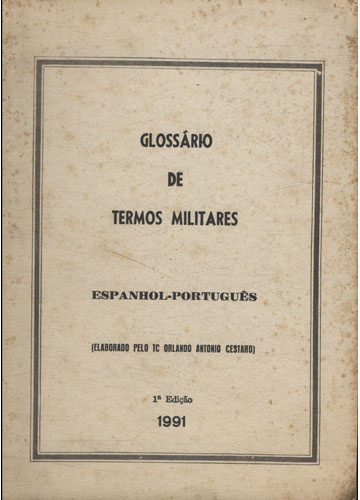 GLOSSÁRIO
DE
TERMOS MILITARES
ESPANHOL-PORTUGUÊS
(ELABORADO PELO TC ORLANDO ANTONIO CESTARO)
1ª Edição
1991